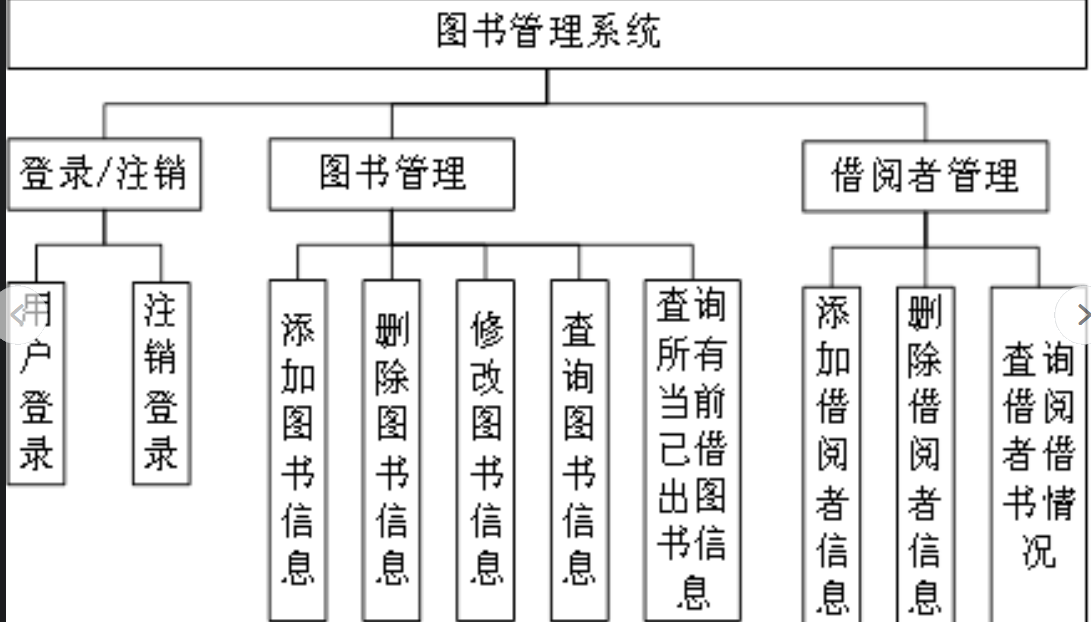 图书管理系统
登录/注销
图书管理
借阅者管理
用户登录
注销登录
添加图书信息
删除图书信息
修改图书信息
查询图书信息
查询
所有
当前
已借
出图
书信
息
添加借阅者信息
删除借阅者信息
查询
借阅
者借
书情
况